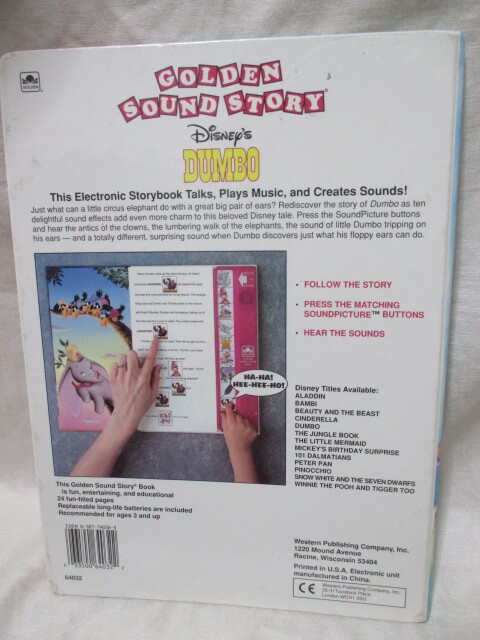 GOLDEN
GOLDEN
SOUND STORY®
Disney's
DUMBO
This Electronic Storybook Talks, Plays Music, and Creates Sounds!
Just what can a little circus elephant do with a great big pair of ears? Rediscover the story of Dumbo as ten
delightful sound effects add even more charm to this beloved Disney tale. Press the SoundPicture buttons
and hear the antics of the clowns, the lumbering walk of the elephants, the sound of little Dumbo tripping on
his ears — and a totally different, surprising sound when Dumbo discovers just what his floppy ears can do.
• FOLLOW THE STORY
• PRESS THE MATCHING
SOUNDPICTURE™ BUTTONS
• HEAR THE SOUNDS
HA-HA!
HEE-HEE-HO!
Disney Titles Available:
ALADDIN
BAMBI
BEAUTY AND THE BEAST
CINDERELLA
DUMBO
THE JUNGLE BOOK
THE LITTLE MERMAID
MICKEY'S BIRTHDAY SURPRISE
101 DALMATIANS
PETER PAN
PINOCCHIO
SNOW WHITE AND THE SEVEN DWARFS
WINNIE THE POOH AND TIGGER TOO
This Golden Sound Story® Book
is fun, entertaining, and educational
24 fun-filled pages
Replaceable long-life batteries are included
Recommended for ages 3 and up
64032
Western Publishing Company, Inc.
1220 Mound Avenue
Racine, Wisconsin 53404
Printed in U.S.A. Electronic unit
manufactured in China.
CE
Western Publishing Company, Inc.